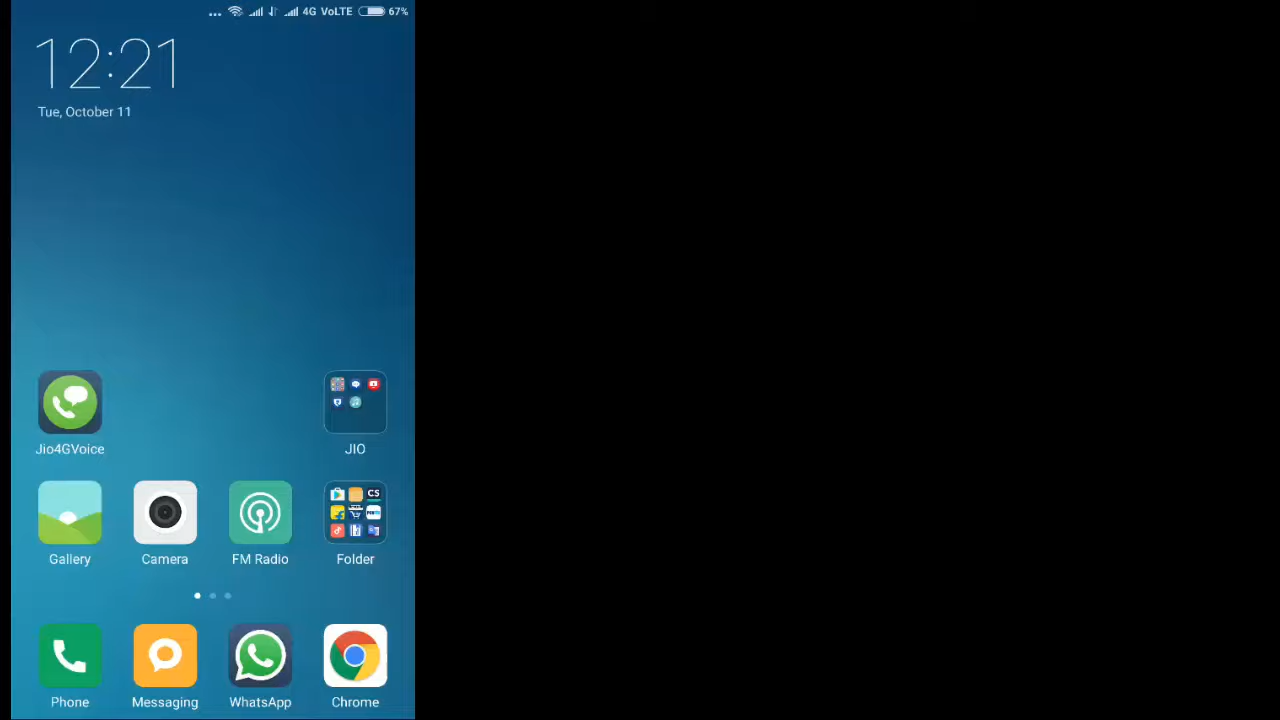 4G VoLTE 67%
12:21
Tue, October 11
Jio4GVoice JIO
CS
Gallery Camera FM Radio Folder
Phone Messaging WhatsApp Chrome